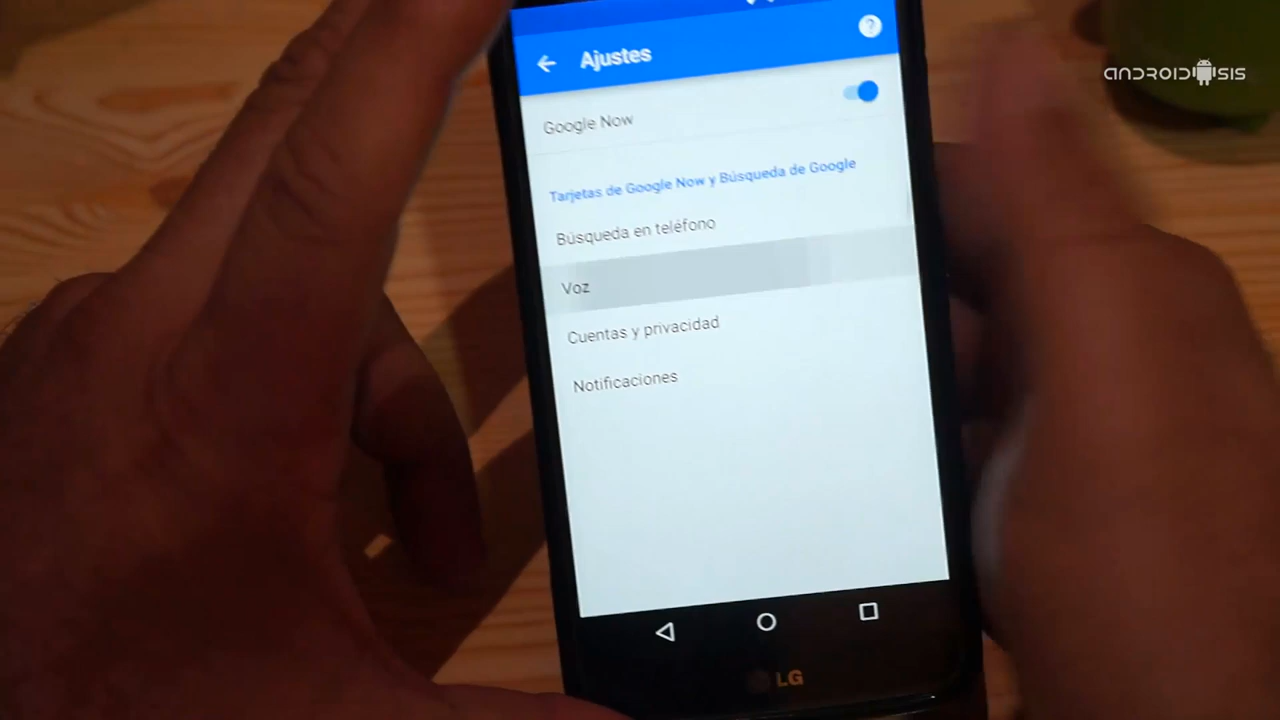 Ajustes
?
ANDROIDSIS
Google Now
Tarjetas de Google Now y Búsqueda de Google
Búsqueda en teléfono
Voz
Cuentas y privacidad
Notificaciones
LG